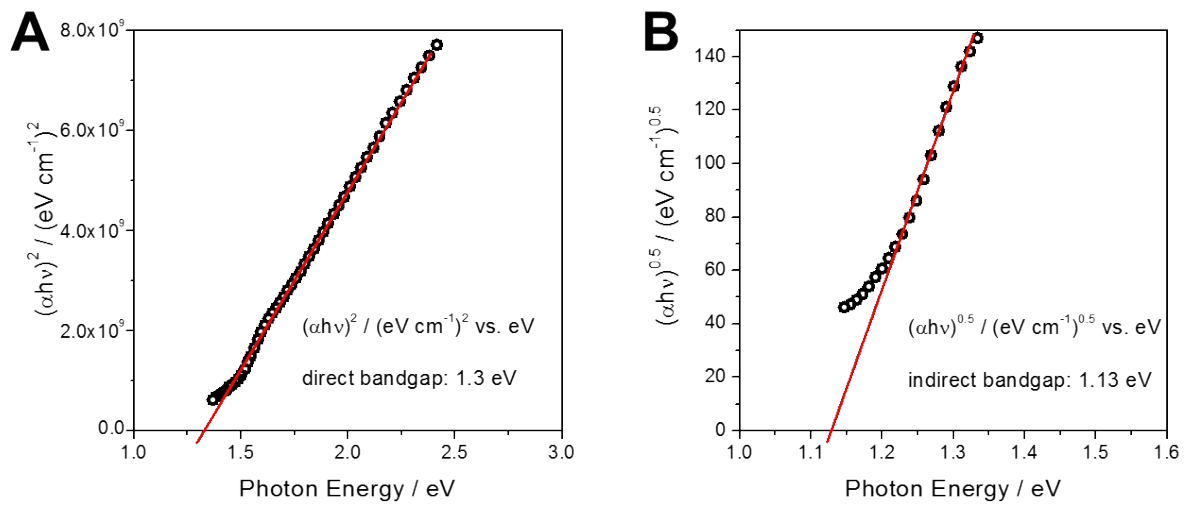 A
(αhν)² / (eV cm⁻¹)²
8.0x10⁹
6.0x10⁹
4.0x10⁹
2.0x10⁹
0.0
(αhν)² / (eV cm⁻¹)² vs. eV
direct bandgap: 1.3 eV
1.0 1.5 2.0 2.5 3.0
Photon Energy / eV
B
(αhν)⁰·⁵ / (eV cm⁻¹)⁰·⁵
140
120
100
80
60
40
20
0
(αhν)⁰·⁵ / (eV cm⁻¹)⁰·⁵ vs. eV
indirect bandgap: 1.13 eV
1.0 1.1 1.2 1.3 1.4 1.5 1.6
Photon Energy / eV